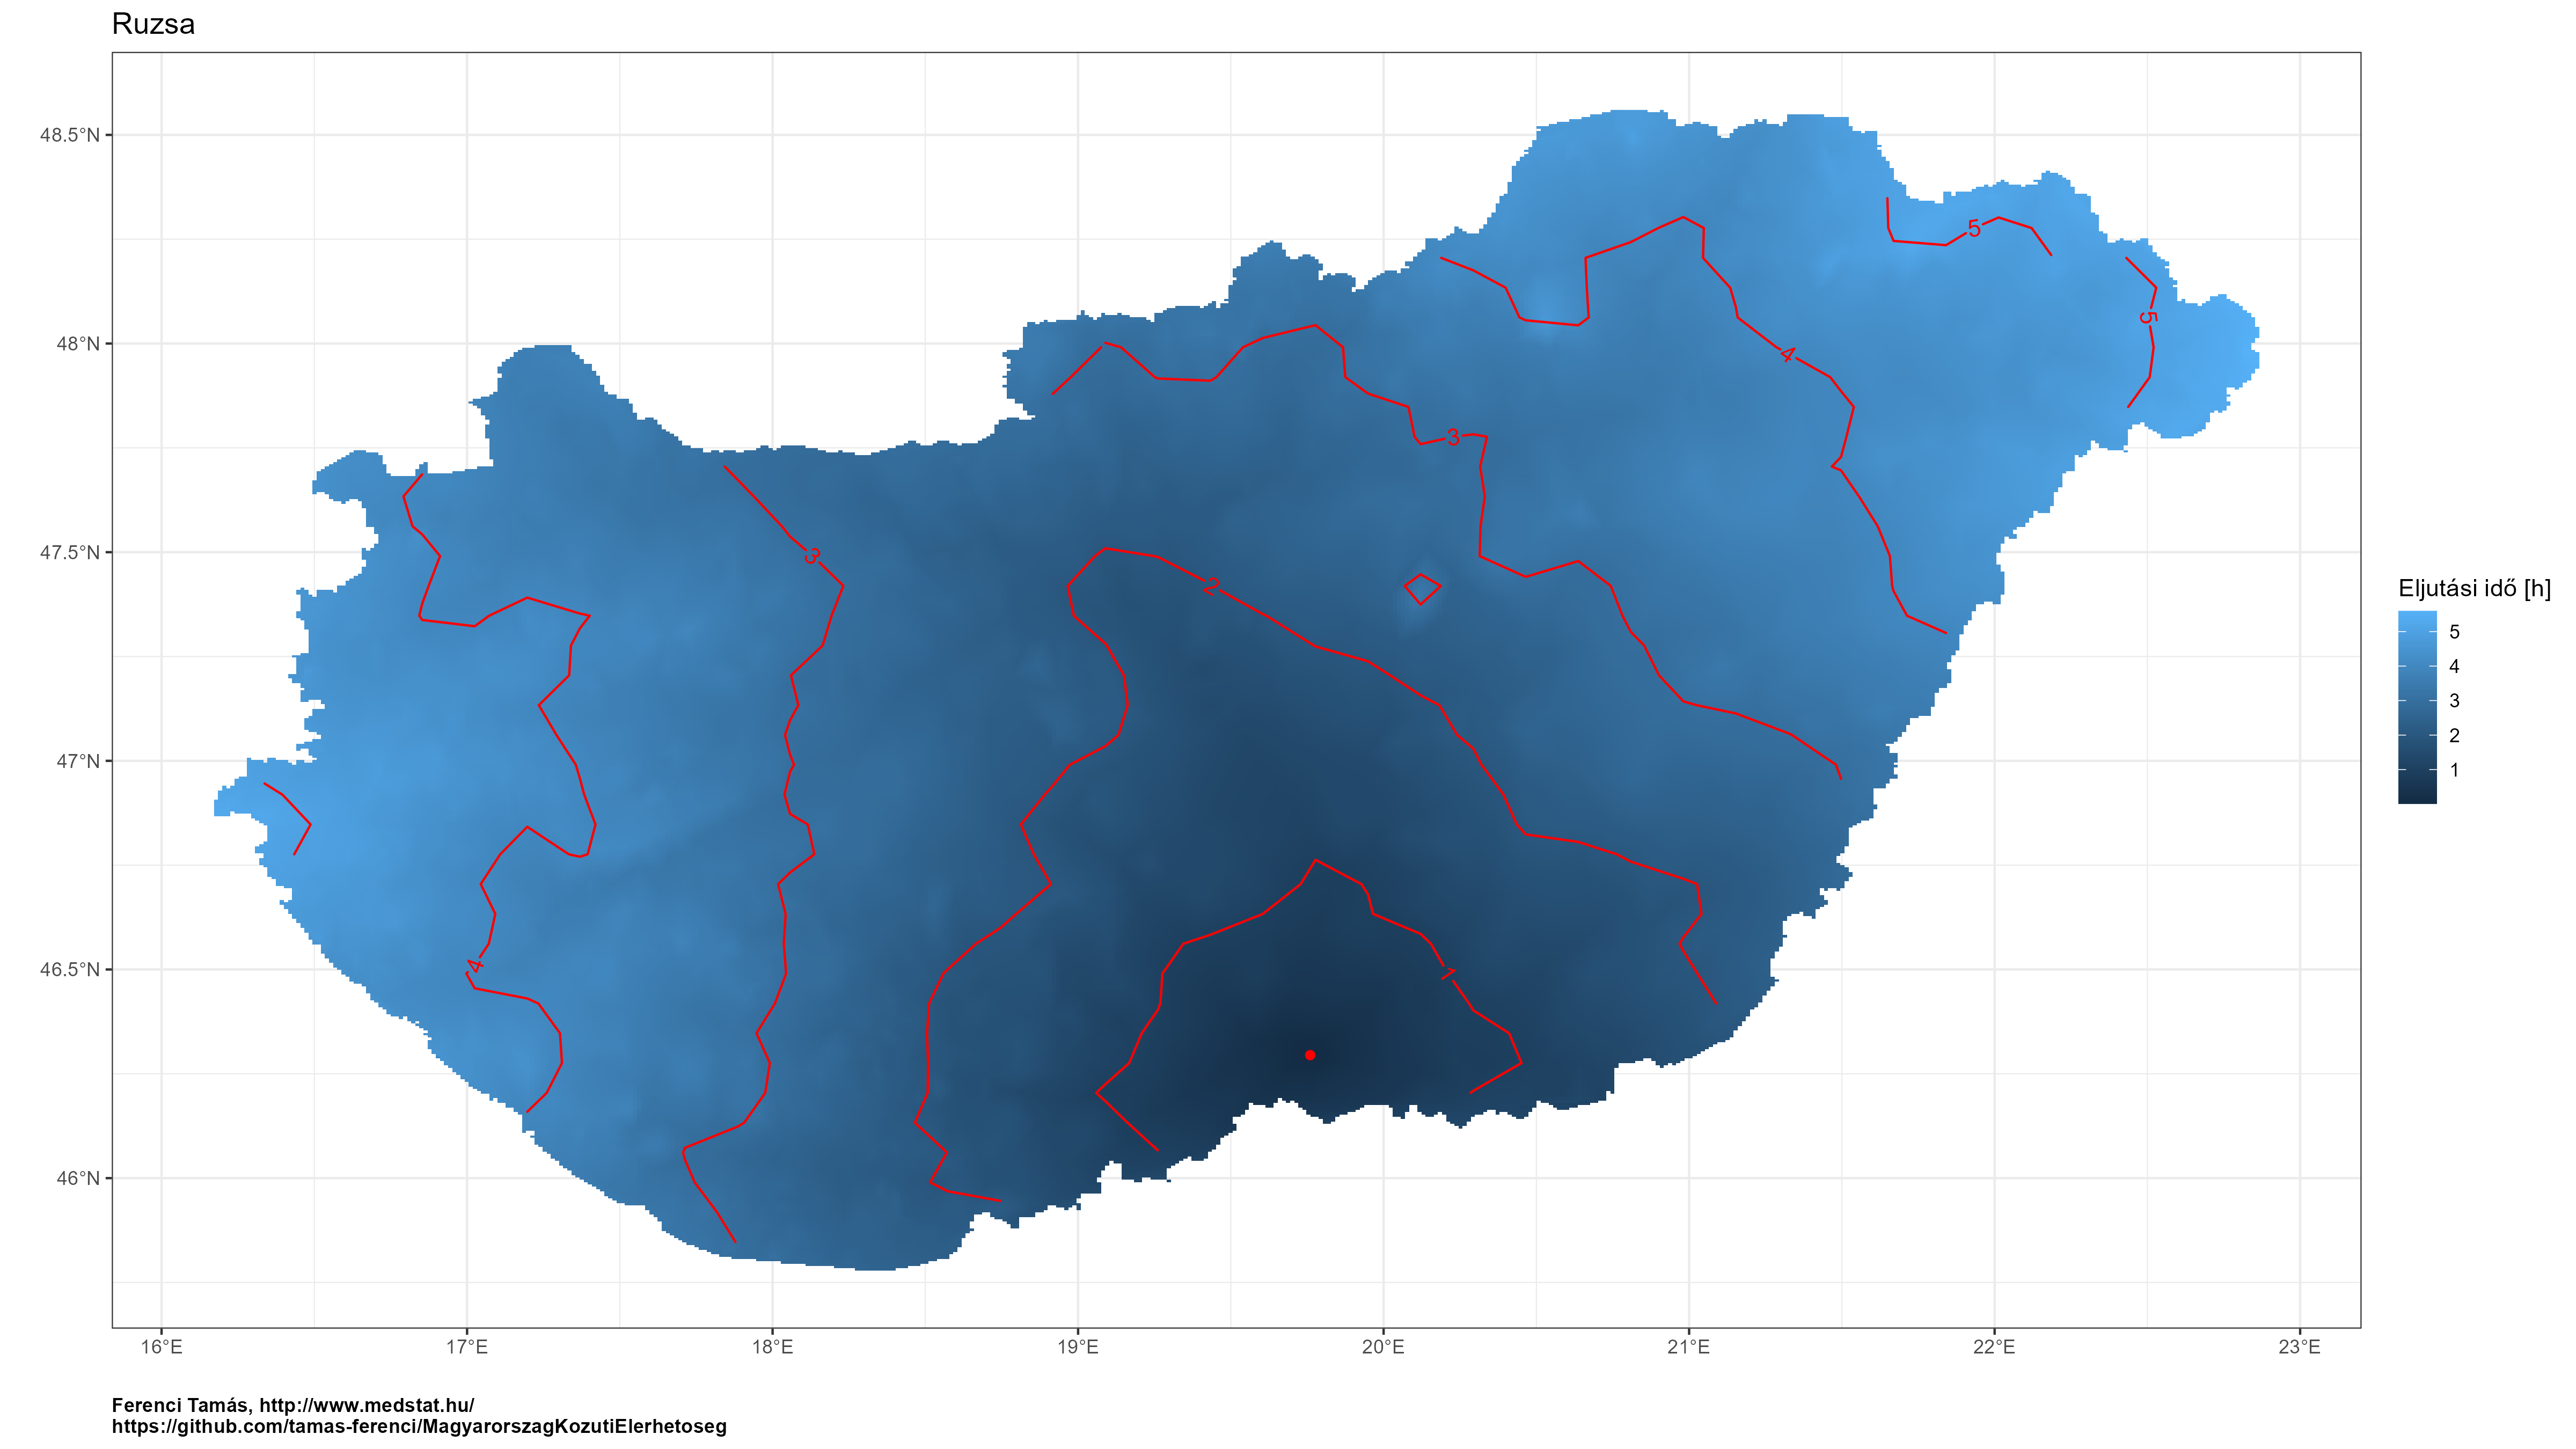 Ruzsa
48.5°N
48°N
47.5°N
47°N
46.5°N
46°N
16°E
17°E
18°E
19°E
20°E
21°E
22°E
23°E
5
5
4
3
3
2
4
1
Eljutási idő [h]
5
4
3
2
1
Ferenci Tamás, http://www.medstat.hu/
https://github.com/tamas-ferenci/MagyarorszagKozutiElerhetoseg